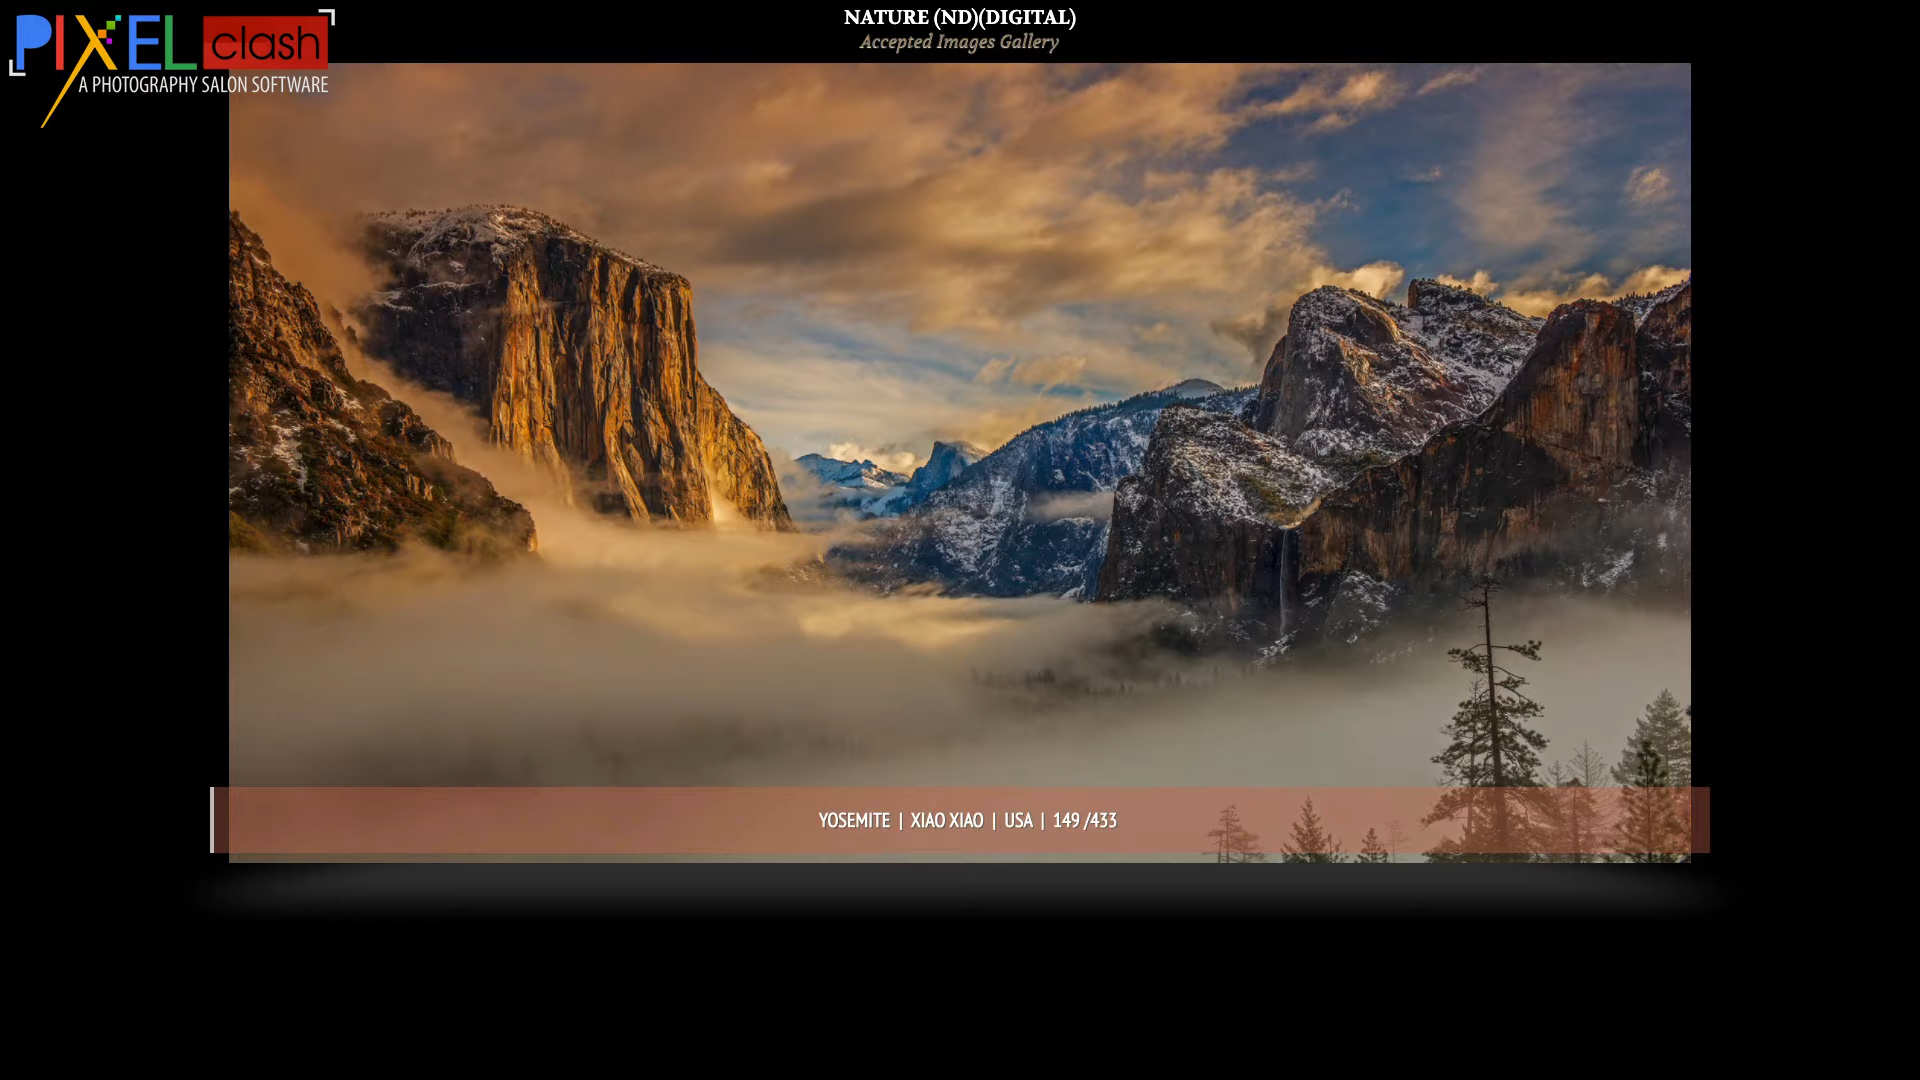 PIXEL clash
A PHOTOGRAPHY SALON SOFTWARE
NATURE (ND)(DIGITAL)
Accepted Images Gallery
YOSEMITE | XIAO XIAO | USA | 149 /433